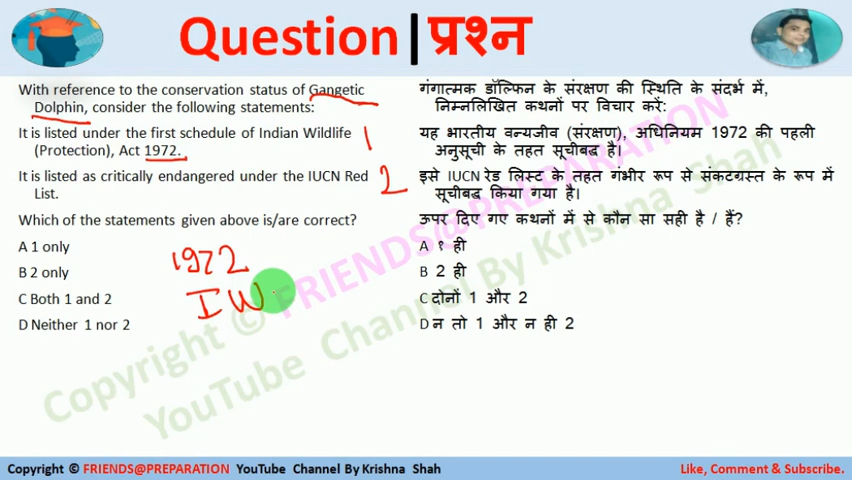 Question|प्रश्न
With reference to the conservation status of Gangetic
Dolphin, consider the following statements:
It is listed under the first schedule of Indian Wildlife
(Protection), Act 1972.
1
It is listed as critically endangered under the IUCN Red
List.
2
Which of the statements given above is/are correct?
A 1 only
B 2 only
C Both 1 and 2
D Neither 1 nor 2
1972
IW
गंगात्मक डॉल्फिन के संरक्षण की स्थिति के संदर्भ में,
निम्नलिखित कथनों पर विचार करें:
यह भारतीय वन्यजीव (संरक्षण), अधिनियम 1972 की पहली
अनुसूची के तहत सूचीबद्ध है।
इसे IUCN रेड लिस्ट के तहत गंभीर रूप से संकटग्रस्त के रूप में
सूचीबद्ध किया गया है।
ऊपर दिए गए कथनों में से कौन सा सही है / हैं?
A १ ही
B 2 ही
C दोनों 1 और 2
D न तो 1 और न ही 2
Copyright © FRIENDS@PREPARATION
YouTube Channel By Krishna Shah
Copyright © FRIENDS@PREPARATION YouTube Channel By Krishna Shah
Like, Comment & Subscribe.